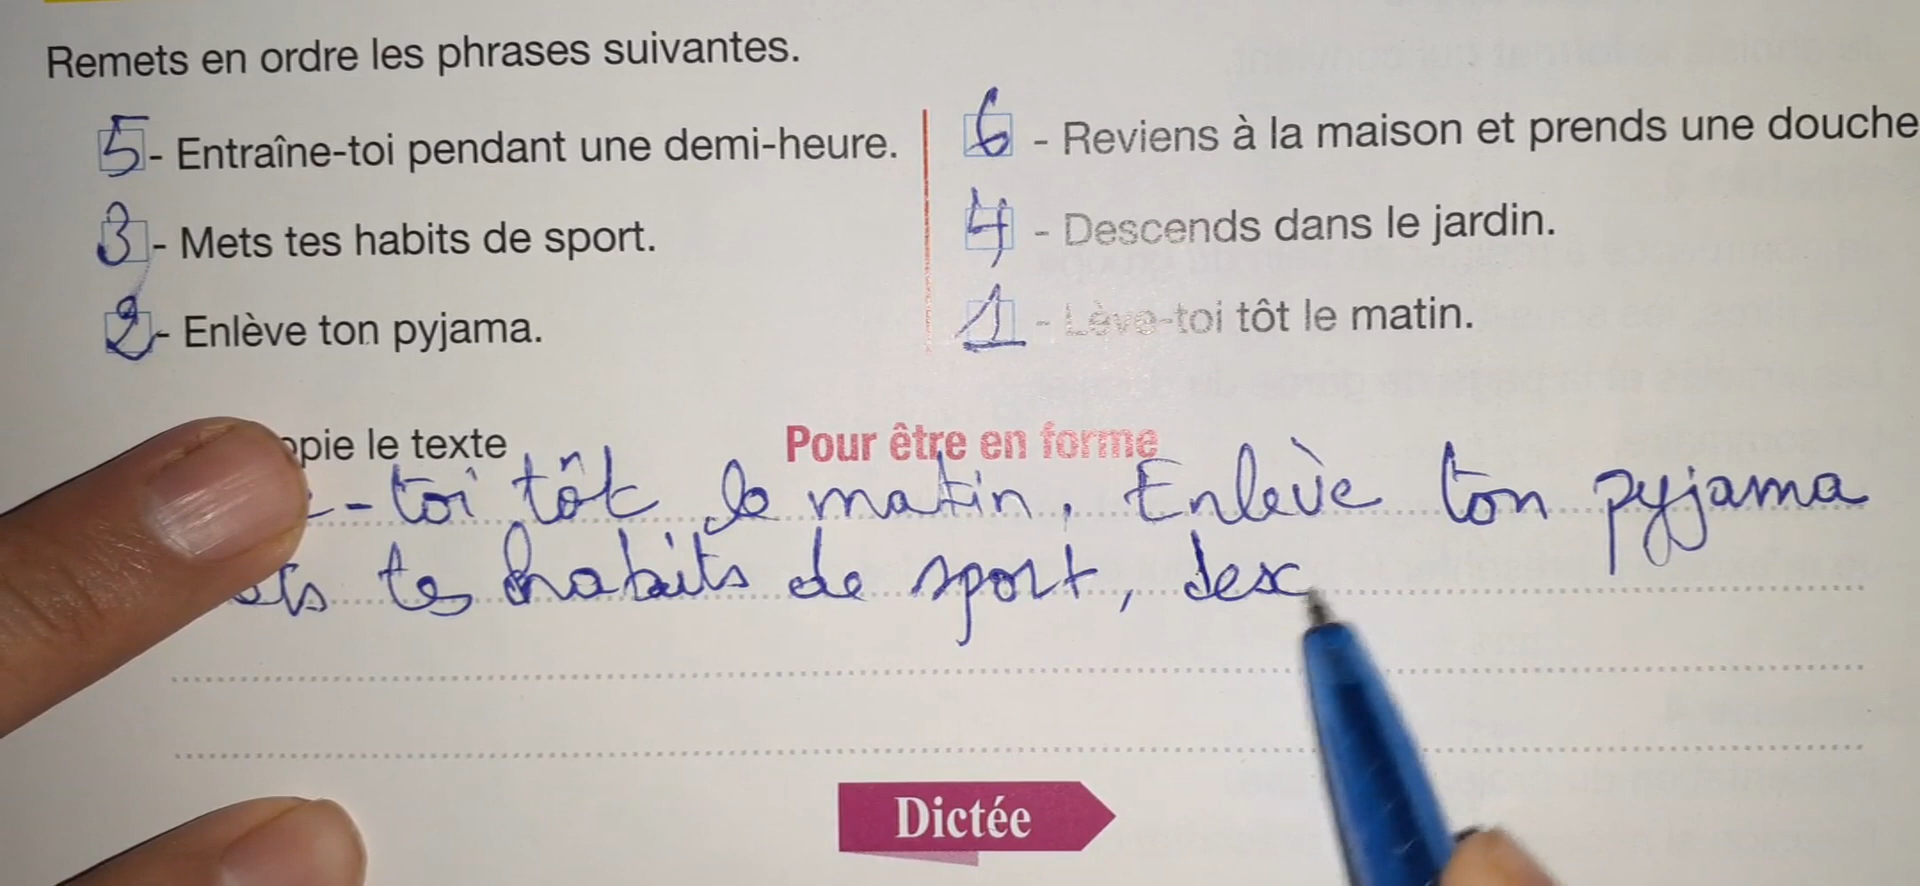 Remets en ordre les phrases suivantes.
5 - Entraîne-toi pendant une demi-heure.
3 - Mets tes habits de sport.
2 - Enlève ton pyjama.
6 - Reviens à la maison et prends une douche
4 - Descends dans le jardin.
1 - Lève-toi tôt le matin.
opie le texte
Pour être en forme
e-toi tôt le matin. Enlève ton pyjama
ets tes habits de sport, desc
Dictée